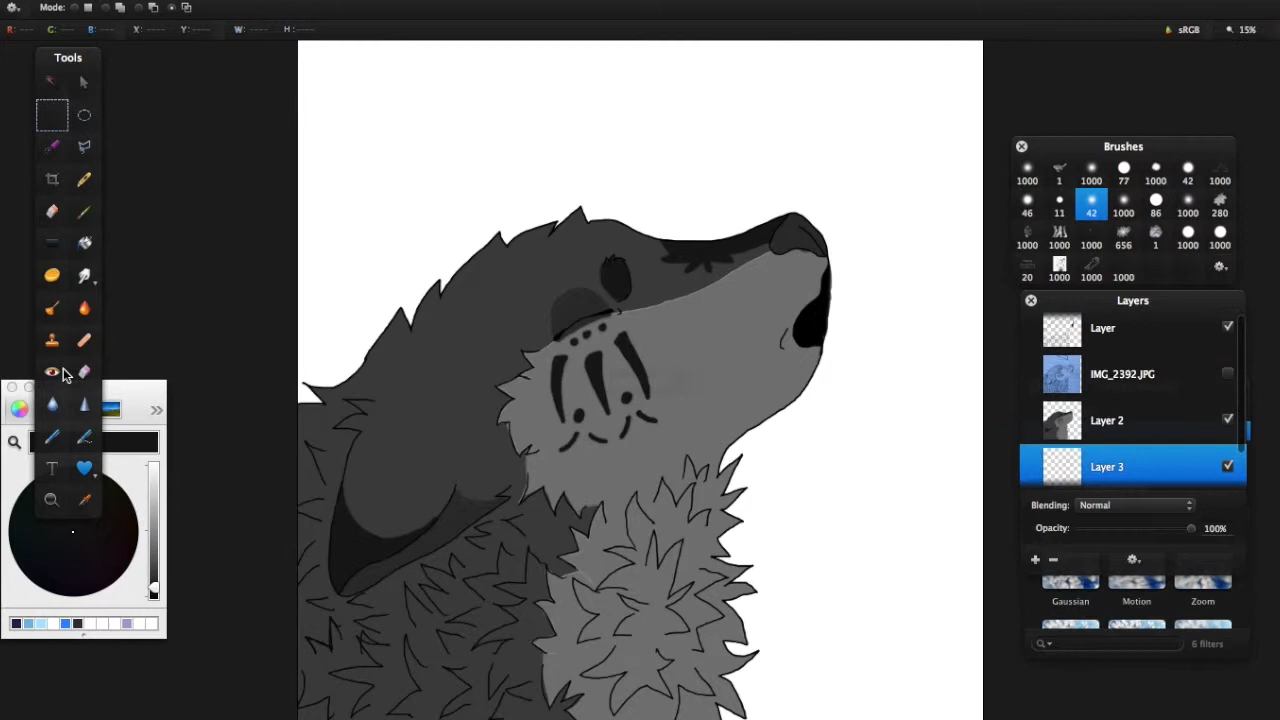 Mode:
R: G: B: X: Y: W: H: sRGB 15%
Tools
Brushes
1000 1 1000 77 1000 42 1000
46 11 42 1000 86 1000 280
1000 1000 1000 656 1 1000 1000
20 1000 1000 1000
Layers
Layer
IMG_2392.JPG
Layer 2
Layer 3
Blending: Normal
Opacity: 100%
Gaussian Motion Zoom
6 filters